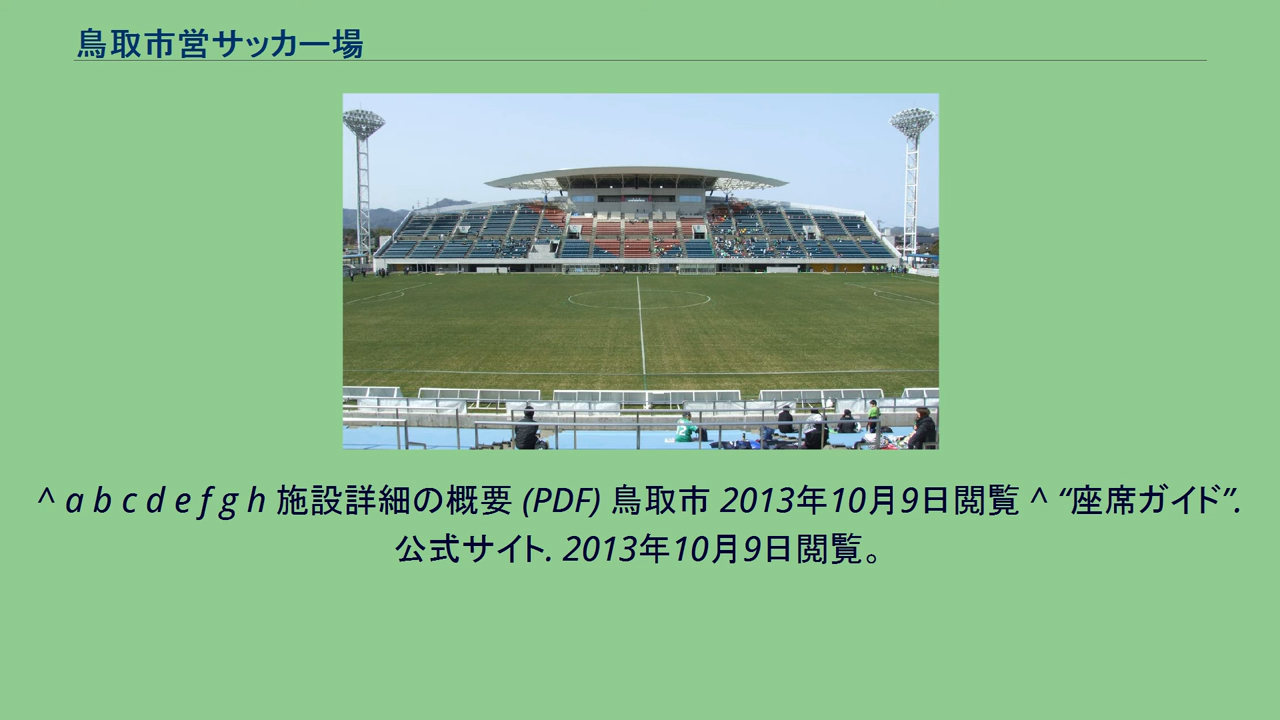 鳥取市営サッカー場
^ a b c d e f g h 施設詳細の概要 (PDF) 鳥取市 2013年10月9日閲覧 ^ “座席ガイド”.
公式サイト. 2013年10月9日閲覧。